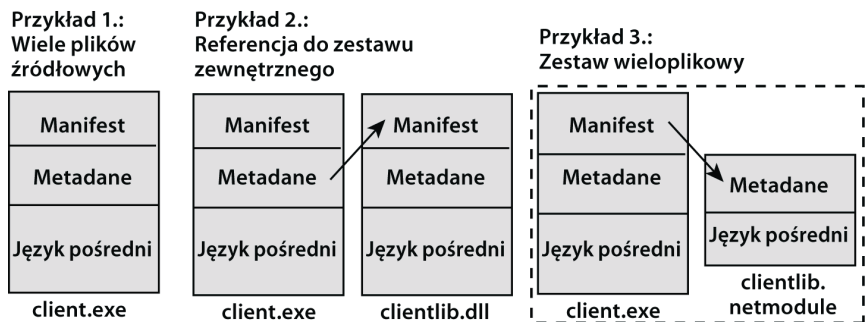 Przykład 1.:
Wiele plików
źródłowych
Manifest
Metadane
Język pośredni
client.exe
Przykład 2.:
Referencja do zestawu
zewnętrznego
Manifest
Metadane
Język pośredni
client.exe
Manifest
Metadane
Język pośredni
clientlib.dll
Przykład 3.:
Zestaw wieloplikowy
Manifest
Metadane
Język pośredni
client.exe
Metadane
Język pośredni
clientlib.
netmodule